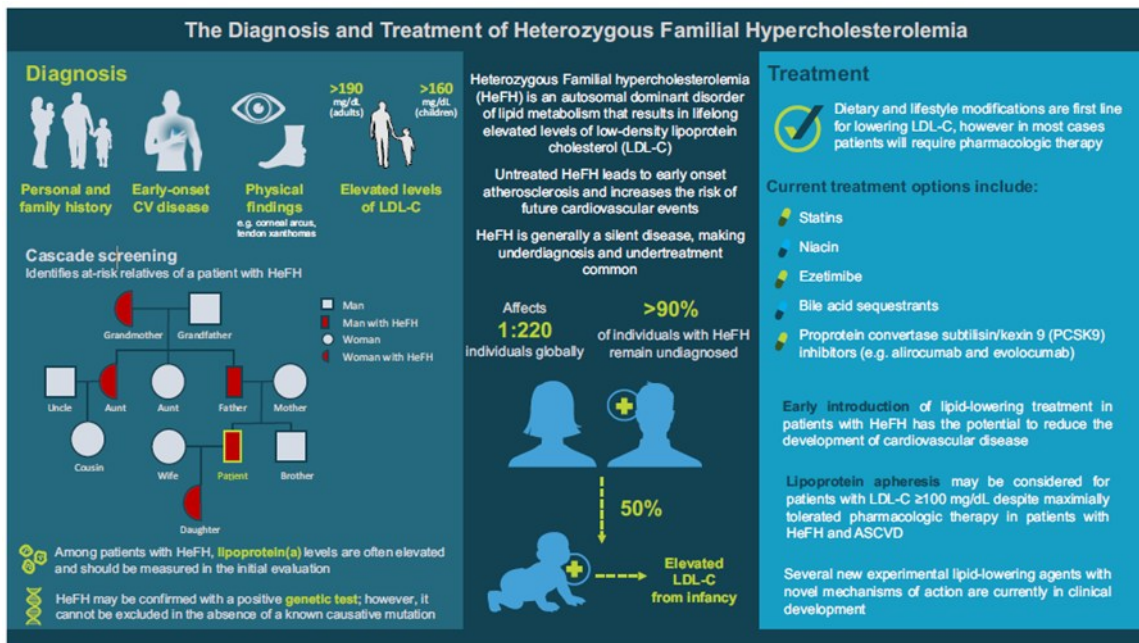 The Diagnosis and Treatment of Heterozygous Familial Hypercholesterolemia
Diagnosis
>190
mg/dL
(adults)
>160
mg/dL
(children)
Personal and
family history
Early-onset
CV disease
Physical
findings
e.g. corneal arcus,
tendon xanthomas
Elevated levels
of LDL-C
Cascade screening
Identifies at-risk relatives of a patient with HeFH
Grandmother
Grandfather
Man
Man with HeFH
Woman
Woman with HeFH
Uncle
Aunt
Aunt
Father
Mother
Cousin
Wife
Patient
Brother
Daughter
Among patients with HeFH, lipoprotein(a) levels are often elevated
and should be measured in the initial evaluation
HeFH may be confirmed with a positive genetic test; however, it
cannot be excluded in the absence of a known causative mutation
Heterozygous Familial hypercholesterolemia
(HeFH) is an autosomal dominant disorder
of lipid metabolism that results in lifelong
elevated levels of low-density lipoprotein
cholesterol (LDL-C)
Untreated HeFH leads to early onset
atherosclerosis and increases the risk of
future cardiovascular events
HeFH is generally a silent disease, making
underdiagnosis and undertreatment
common
Affects
1:220
individuals globally
>90%
of individuals with HeFH
remain undiagnosed
50%
Elevated
LDL-C
from infancy
Treatment
Dietary and lifestyle modifications are first line
for lowering LDL-C, however in most cases
patients will require pharmacologic therapy
Current treatment options include:
Statins
Niacin
Ezetimibe
Bile acid sequestrants
Proprotein convertase subtilisin/kexin 9 (PCSK9)
inhibitors (e.g. alirocumab and evolocumab)
Early introduction of lipid-lowering treatment in
patients with HeFH has the potential to reduce the
development of cardiovascular disease
Lipoprotein apheresis may be considered for
patients with LDL-C ≥100 mg/dL despite maximially
tolerated pharmacologic therapy in patients with
HeFH and ASCVD
Several new experimental lipid-lowering agents with
novel mechanisms of action are currently in clinical
development